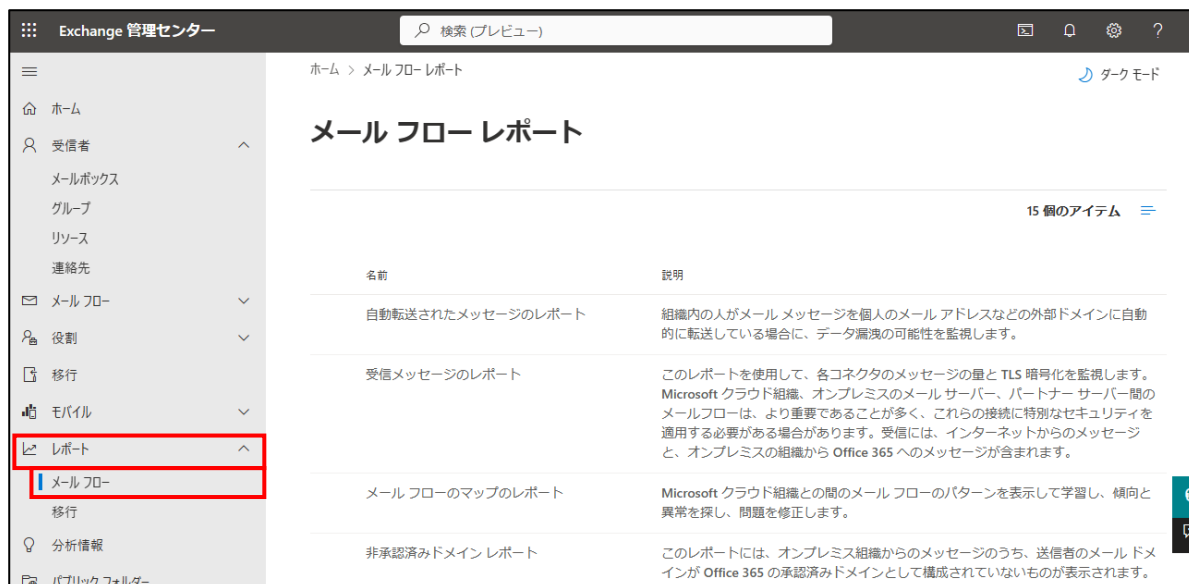 Exchange 管理センター
検索 (プレビュー)
ホーム > メール フロー レポート
ダーク モード
ホーム
受信者
メールボックス
グループ
リソース
連絡先
メール フロー
役割
移行
モバイル
レポート
メール フロー
移行
分析情報
パブリック フォルダー
メール フロー レポート
15 個のアイテム
名前
説明
自動転送されたメッセージのレポート
組織内の人がメール メッセージを個人のメール アドレスなどの外部ドメインに自動
的に転送している場合に、データ漏洩の可能性を監視します。
受信メッセージのレポート
このレポートを使用して、各コネクタのメッセージの量と TLS 暗号化を監視します。
Microsoft クラウド組織、オンプレミスのメール サーバー、パートナー サーバー間の
メールフローは、より重要であることが多く、これらの接続に特別なセキュリティを
適用する必要がある場合があります。受信には、インターネットからのメッセージ
と、オンプレミスの組織から Office 365 へのメッセージが含まれます。
メール フローのマップのレポート
Microsoft クラウド組織との間のメール フローのパターンを表示して学習し、傾向と
異常を探し、問題を修正します。
非承認済みドメイン レポート
このレポートには、オンプレミス組織からのメッセージのうち、送信者のメール ドメ
インが Office 365 の承認済みドメインとして構成されていないものが表示されます。